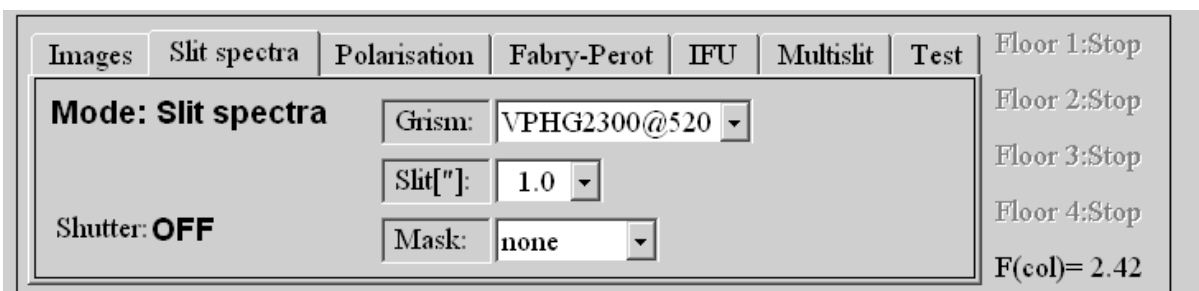 Images Slit spectra Polarisation Fabry-Perot IFU Multislit Test
Mode: Slit spectra
Grism: VPHG2300@520
Slit["]: 1.0
Shutter: OFF
Mask: none
Floor 1:Stop
Floor 2:Stop
Floor 3:Stop
Floor 4:Stop
F(col)= 2.42